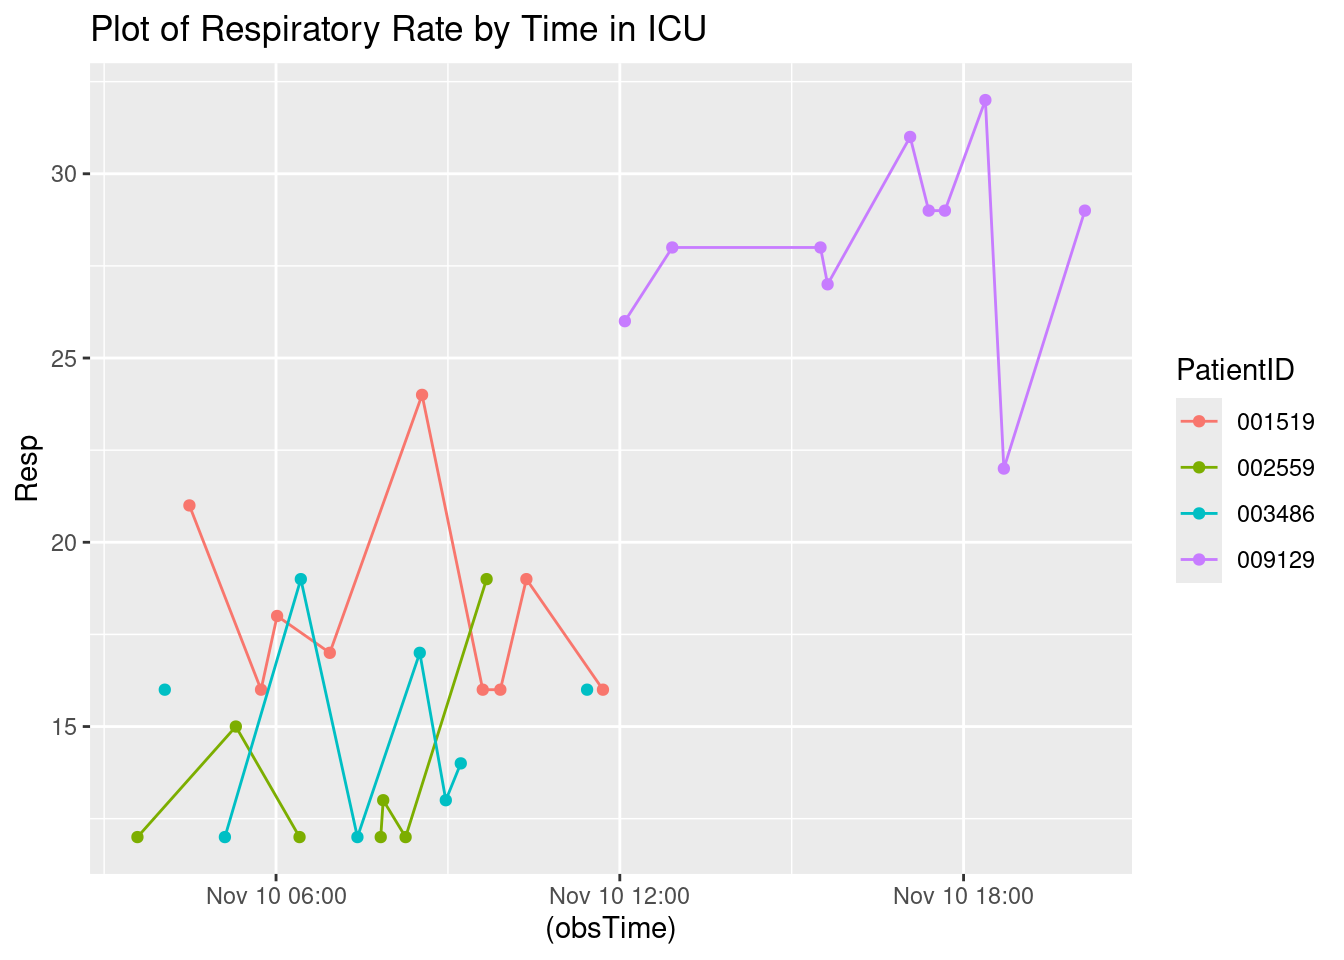 Plot of Respiratory Rate by Time in ICU
30
25
20
15
Resp
Nov 10 06:00
Nov 10 12:00
Nov 10 18:00
(obsTime)
PatientID
001519
002559
003486
009129